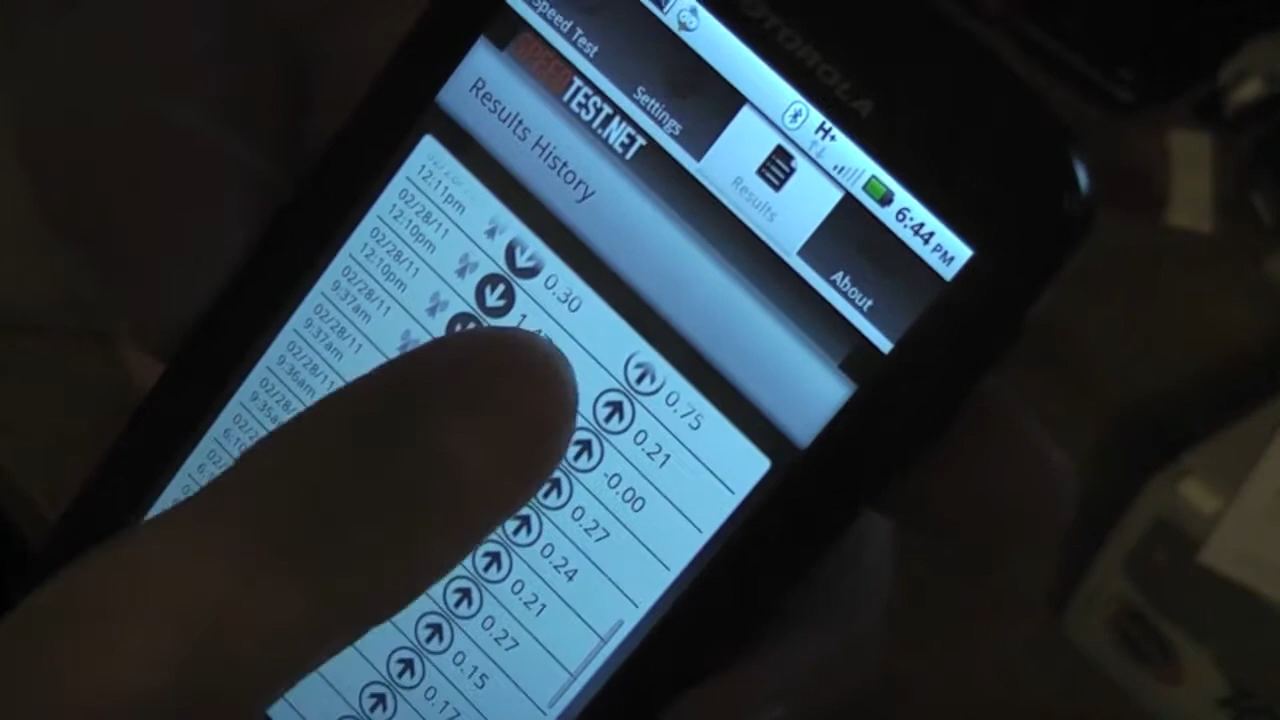 MOTOROLA
H+
6:44 PM
Speed Test
Settings
Results
About
SPEEDTEST.NET
Results History
12:11pm
0.30
0.75
02/28/11
12:10pm
0.21
02/28/11
12:10pm
-0.00
02/28/11
9:37am
0.27
02/28/11
9:37am
0.24
02/28/11
9:36am
0.21
0.27
0.15
0.17